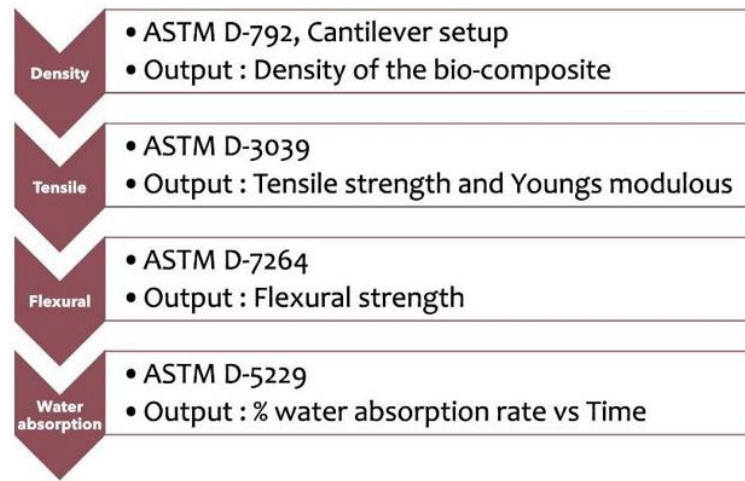 Density
• ASTM D-792, Cantilever setup
• Output : Density of the bio-composite
Tensile
• ASTM D-3039
• Output : Tensile strength and Youngs modulous
Flexural
• ASTM D-7264
• Output : Flexural strength
Water
absorption
• ASTM D-5229
• Output : % water absorption rate vs Time